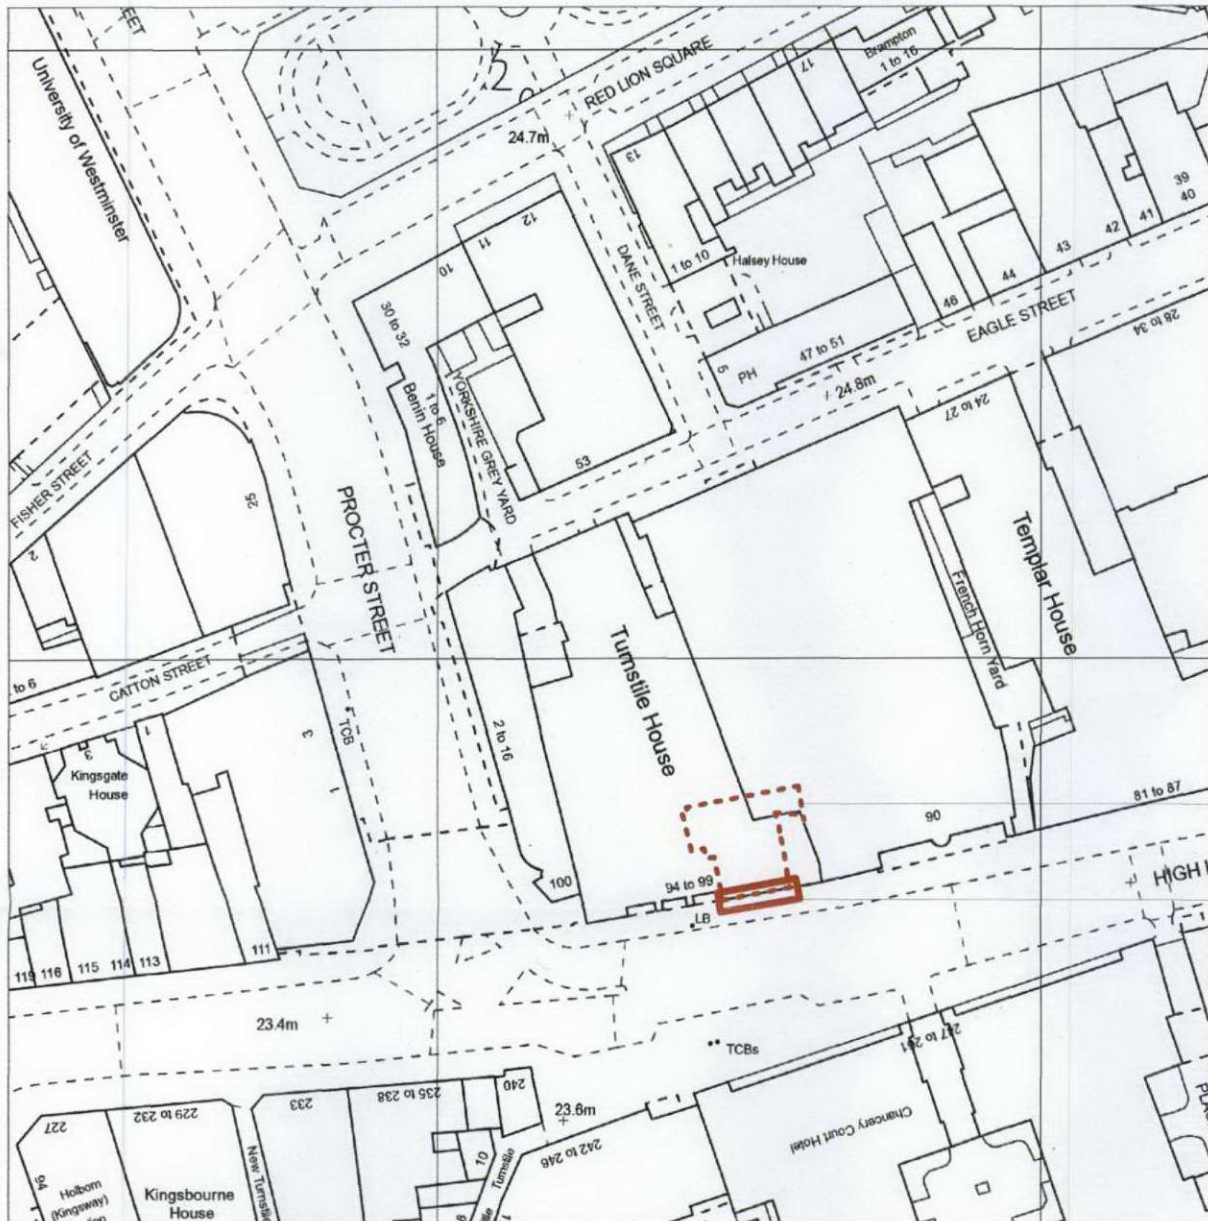 University of Westminster
RED LION SQUARE
24.7m
Brampton
1 to 16
17
13
12
11
10
30 to 32
1 to 6
Benin House
YORKSHIRE GREY YARD
DANE STREET
1 to 10
Halsey House
39
40
41
42
43
44
46
EAGLE STREET
47 to 51
5
PH
24.8m
28 to 34
24 to 27
53
FISHER STREET
2
25
PROCTER STREET
Templar House
French Horn Yard
Turnstile House
to 6
CATTON STREET
1
3
TCB
3
1
Kingsgate
House
2 to 16
81 to 87
90
94 to 99
100
LB
HIGH
116
115
114
113
111
23.4m
TCBs
247 to 261
227
229 to 232
233
235 to 238
240
23.6m
242 to 246
Chancery Court Hotel
94
Holborn
(Kingsway)
Kingsbourne
House
New Turnstile
10
Turnstile